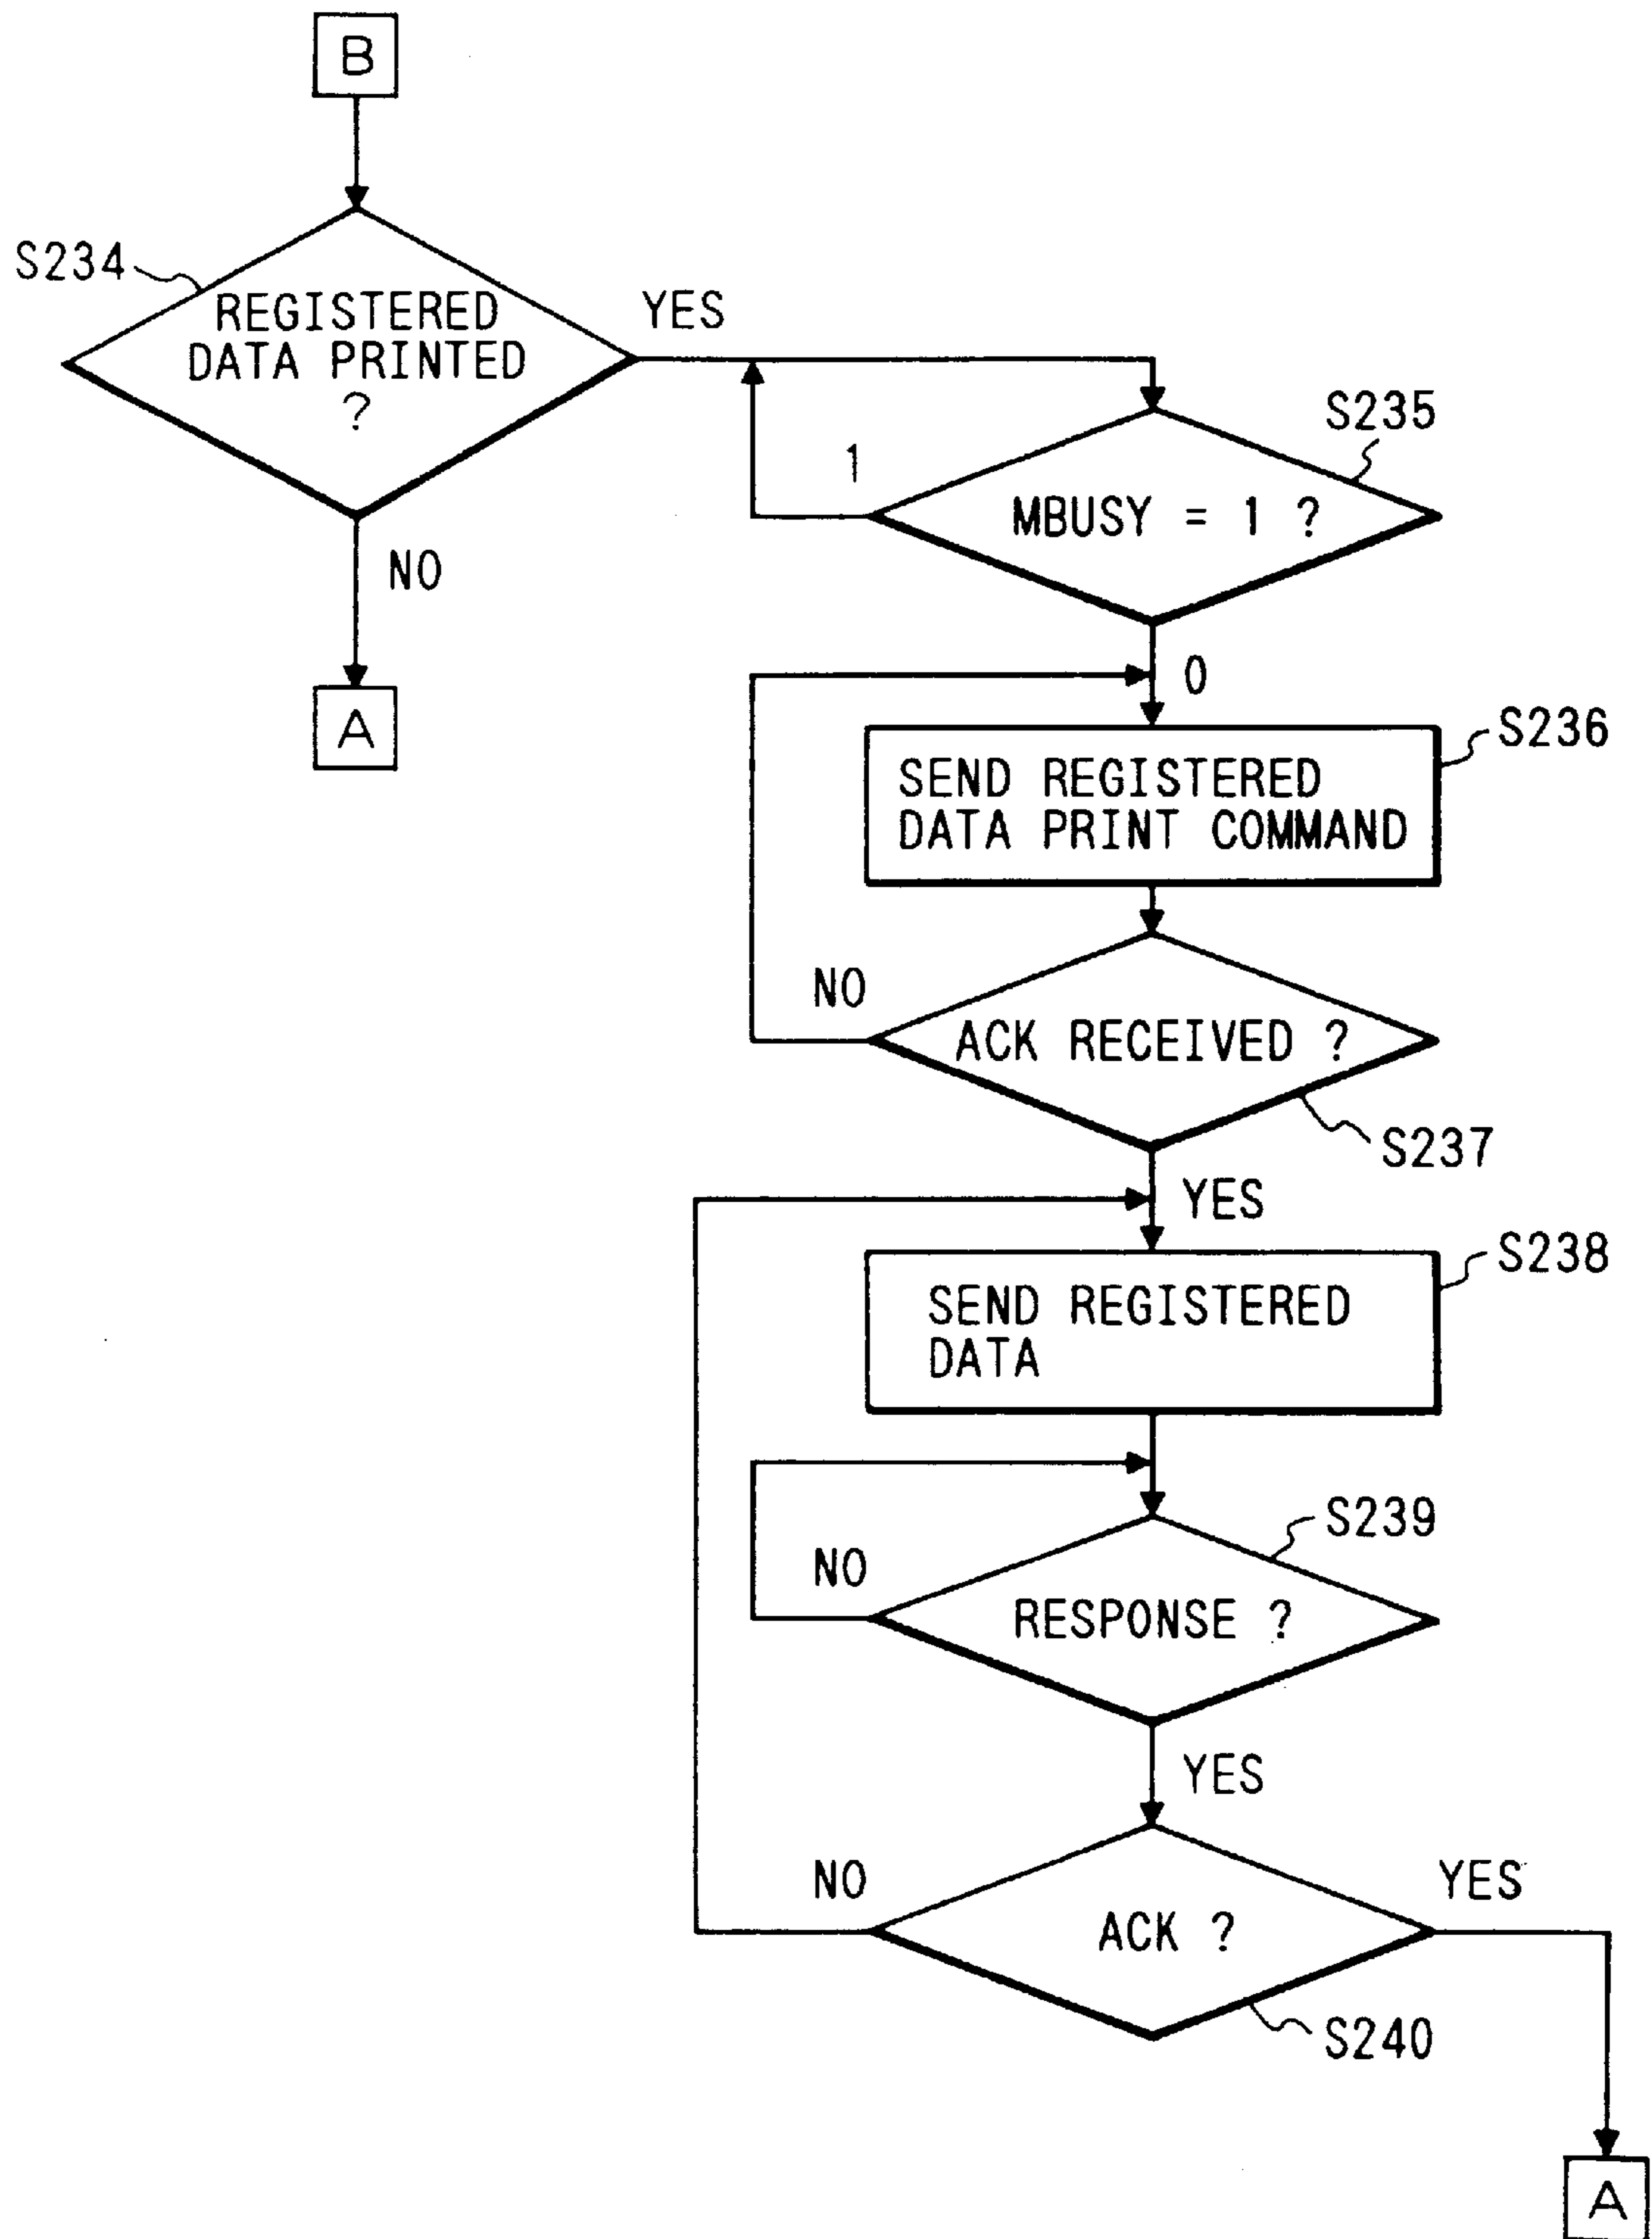 B
S234
REGISTERED
DATA PRINTED
?
YES
NO
A
S235
1
MBUSY = 1 ?
0
S236
SEND REGISTERED
DATA PRINT COMMAND
NO
ACK RECEIVED ?
S237
YES
S238
SEND REGISTERED
DATA
S239
NO
RESPONSE ?
YES
NO
YES
ACK ?
S240
A